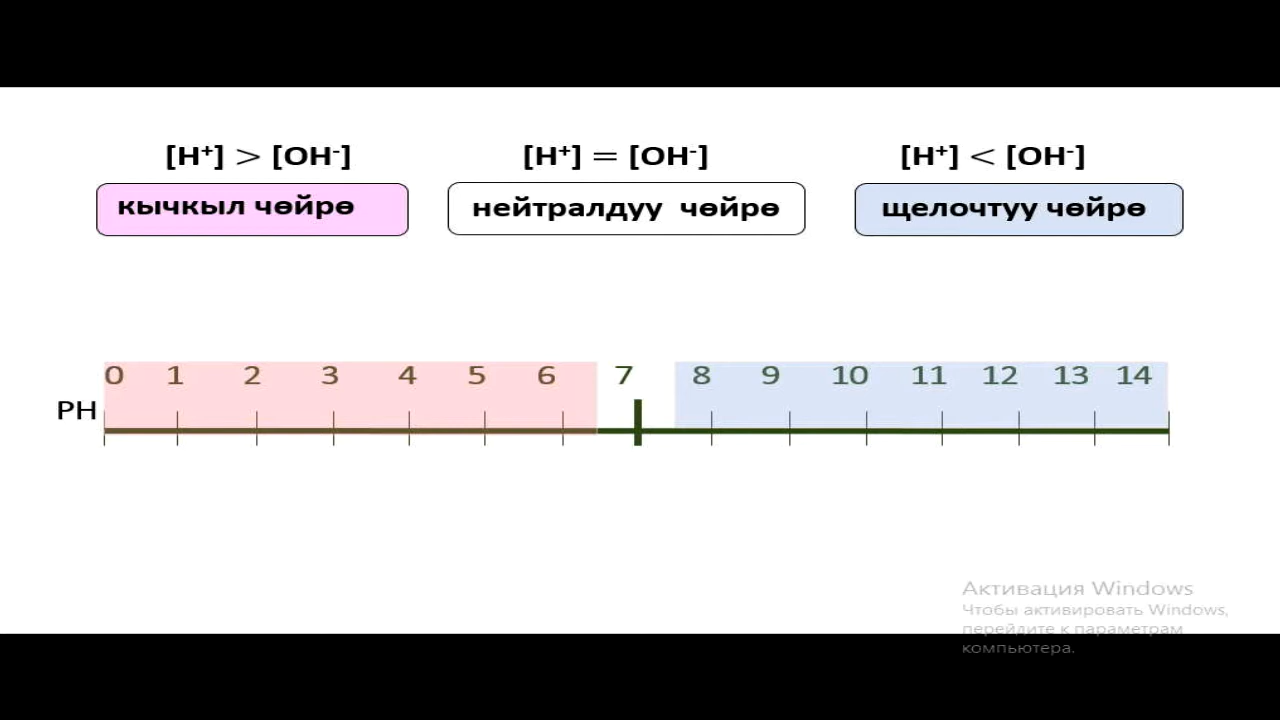 [H⁺] > [OH⁻] [H⁺] = [OH⁻] [H⁺] < [OH⁻]
кычкыл чөйрө нейтралдуу чөйрө щелочтуу чөйрө
0 1 2 3 4 5 6 7 8 9 10 11 12 13 14
PH
Активация Windows
Чтобы активировать Windows,
перейдите к параметрам
компьютера.